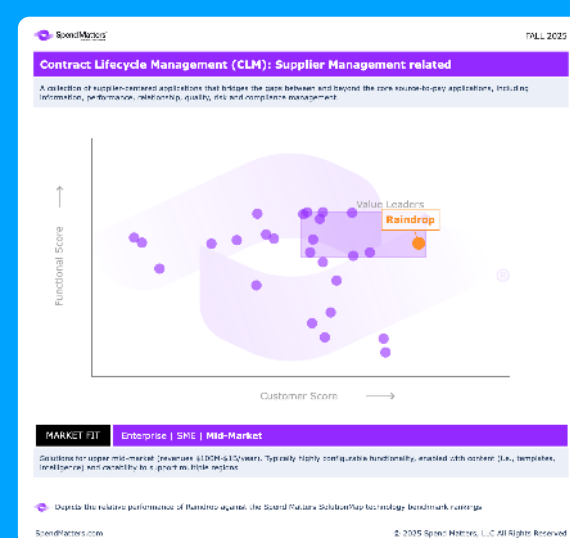 SpendMatters
FALL 2025
Contract Lifecycle Management (CLM): Supplier Management related
A collection of supplier-centered applications that bridges the gaps between and beyond the core source-to-pay applications, including
information, performance, relationship, quality, risk and compliance management.
Value Leaders
Raindrop
Functional Score
®
Customer Score
MARKET FIT
Enterprise | SME | Mid-Market
Solutions for upper mid-market (revenues $100M-$1B/year). Typically highly configurable functionality, enabled with content (i.e., templates,
intelligence) and capability to support multiple regions
Depicts the relative performance of Raindrop against the Spend Matters SolutionMap technology benchmark rankings
SpendMatters.com
© 2025 Spend Matters, LLC All Rights Reserved